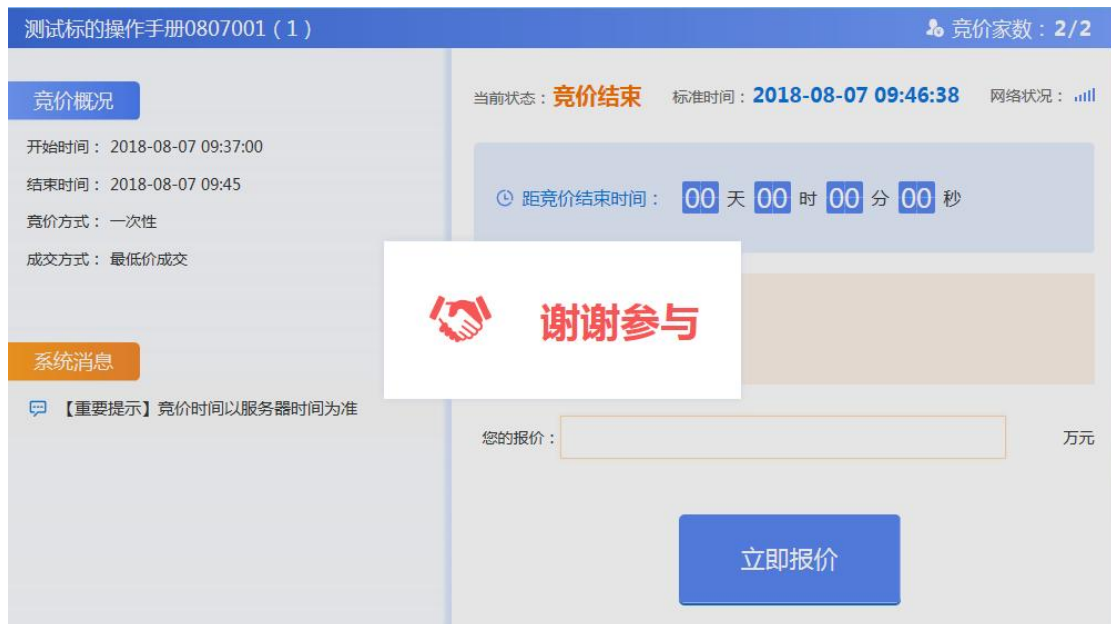 测试标的操作手册0807001（1）
竞价家数：2/2
竞价概况
开始时间： 2018-08-07 09:37:00
结束时间： 2018-08-07 09:45
竞价方式： 一次性
成交方式： 最低价成交
系统消息
【重要提示】竞价时间以服务器时间为准
当前状态：竞价结束 标准时间：2018-08-07 09:46:38 网络状况：
距竞价结束时间： 00 天 00 时 00 分 00 秒
谢谢参与
您的报价： 万元
立即报价